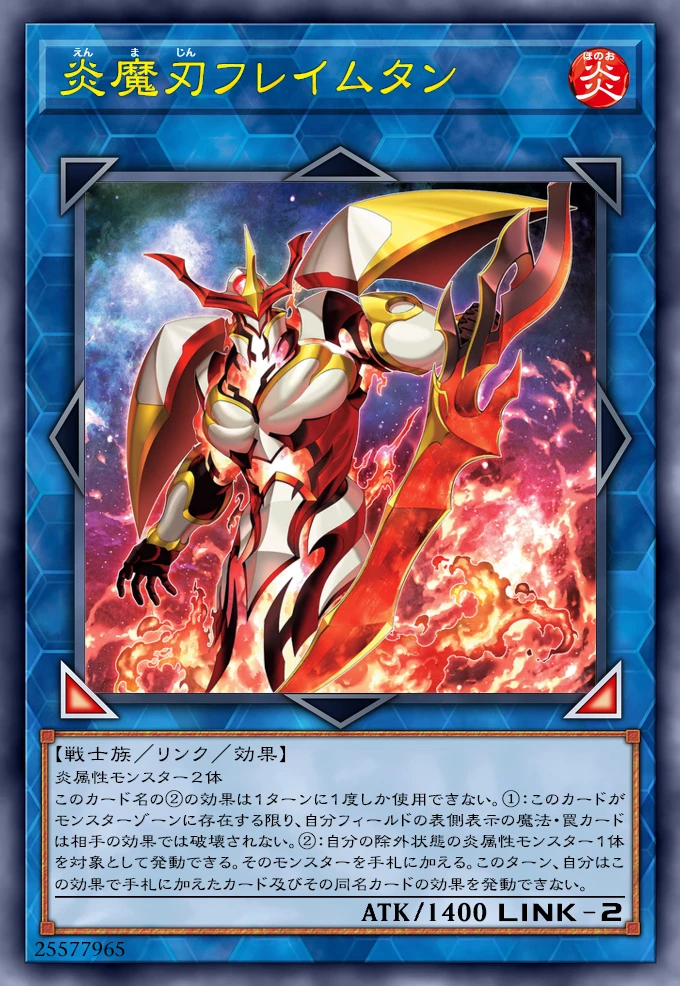 えん ま じん
炎魔刃フレイムタン
ほのお
炎
【戦士族／リンク／効果】
炎属性モンスター２体
このカード名の②の効果は１ターンに１度しか使用できない。①：このカードが
モンスターゾーンに存在する限り、自分フィールドの表側表示の魔法・罠カード
は相手の効果では破壊されない。②：自分の除外状態の炎属性モンスター１体
を対象として発動できる。そのモンスターを手札に加える。このターン、自分はこ
の効果で手札に加えたカード及びその同名カードの効果を発動できない。
ATK/1400 LINK-2
25577965